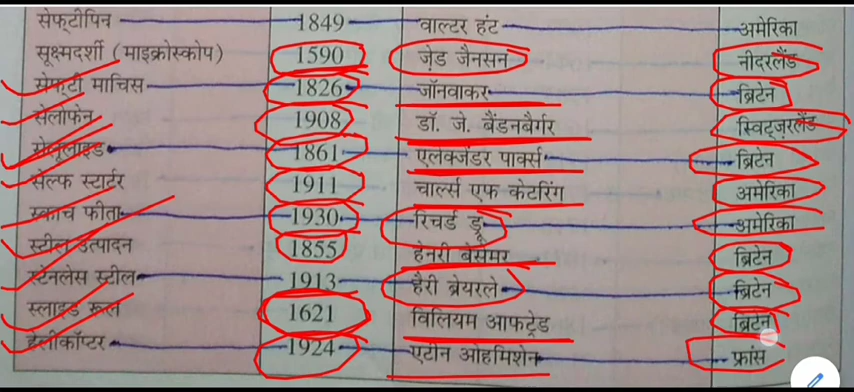 सेफ्टीपिन 1849 वाल्टर हंट अमेरिका
सूक्ष्मदर्शी (माइक्रोस्कोप) 1590 ज़ेड जैनसन नीदरलैंड
सेफ्टी माचिस 1826 जॉनवाकर ब्रिटेन
सेलोफेन 1908 डॉ. जे. बैंडनबैर्गर स्विट्ज़रलैंड
सेलूलाइड 1861 एलक्जंडर पार्क्स ब्रिटेन
सेल्फ स्टार्टर 1911 चार्ल्स एफ केटरिंग अमेरिका
स्काच फीता 1930 रिचर्ड ड्रू अमेरिका
स्टील उत्पादन 1855 हेनरी बेसेमर ब्रिटेन
स्टेनलेस स्टील 1913 हैरी ब्रेयरले ब्रिटेन
स्लाइड रूल 1621 विलियम आफट्रेड ब्रिटेन
हेलीकॉप्टर 1924 एटीन ओहमिशेन फ्रांस